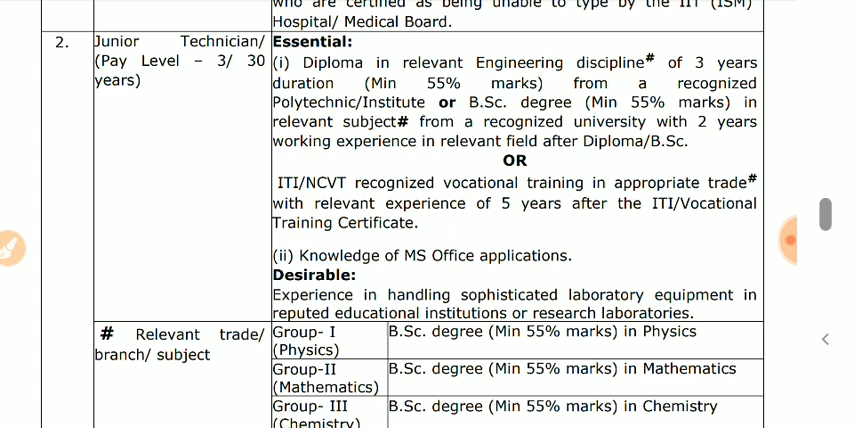 who are certified as being unable to type by the IIT (ISM)
Hospital/ Medical Board.
2. Junior Technician/ Essential:
(Pay Level – 3/ 30 (i) Diploma in relevant Engineering discipline# of 3 years
years) duration (Min 55% marks) from a recognized
Polytechnic/Institute or B.Sc. degree (Min 55% marks) in
relevant subject# from a recognized university with 2 years
working experience in relevant field after Diploma/B.Sc.
OR
ITI/NCVT recognized vocational training in appropriate trade#
with relevant experience of 5 years after the ITI/Vocational
Training Certificate.
(ii) Knowledge of MS Office applications.
Desirable:
Experience in handling sophisticated laboratory equipment in
reputed educational institutions or research laboratories.
# Relevant trade/ Group- I B.Sc. degree (Min 55% marks) in Physics
branch/ subject (Physics)
Group-II B.Sc. degree (Min 55% marks) in Mathematics
(Mathematics)
Group- III B.Sc. degree (Min 55% marks) in Chemistry
(Chemistry)